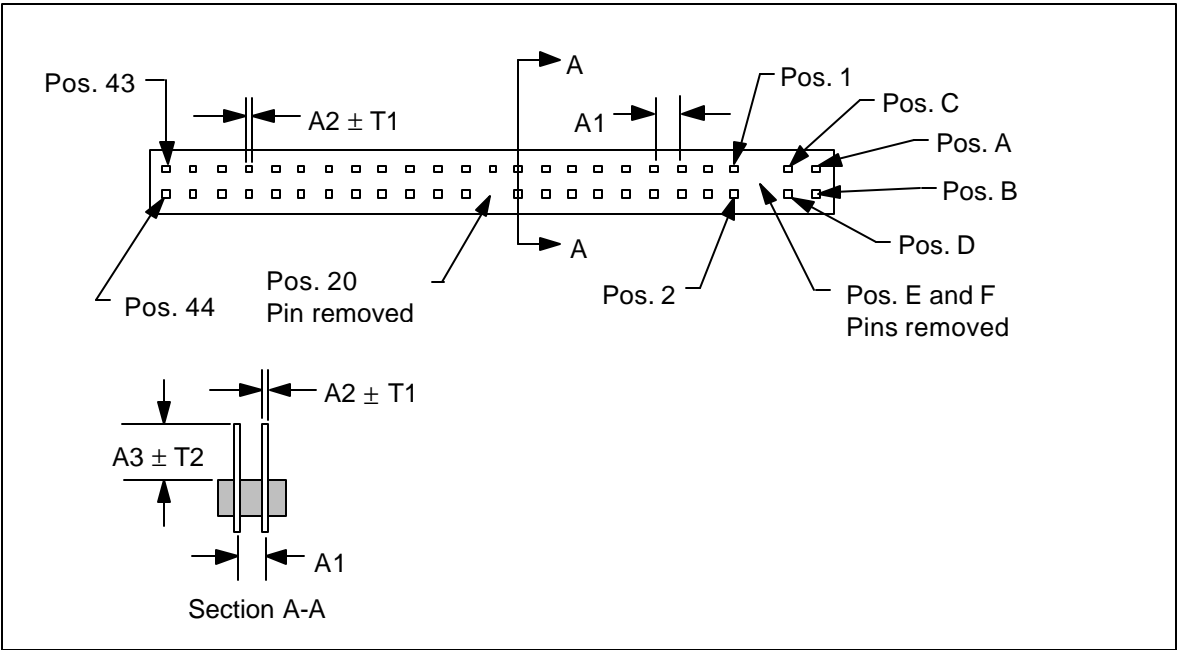 A
Pos. 43
Pos. 1
A2 ± T1
A1
Pos. C
Pos. A
Pos. B
A
Pos. D
Pos. 44
Pos. 20
Pin removed
Pos. 2
Pos. E and F
Pins removed
A2 ± T1
A3 ± T2
A1
Section A-A